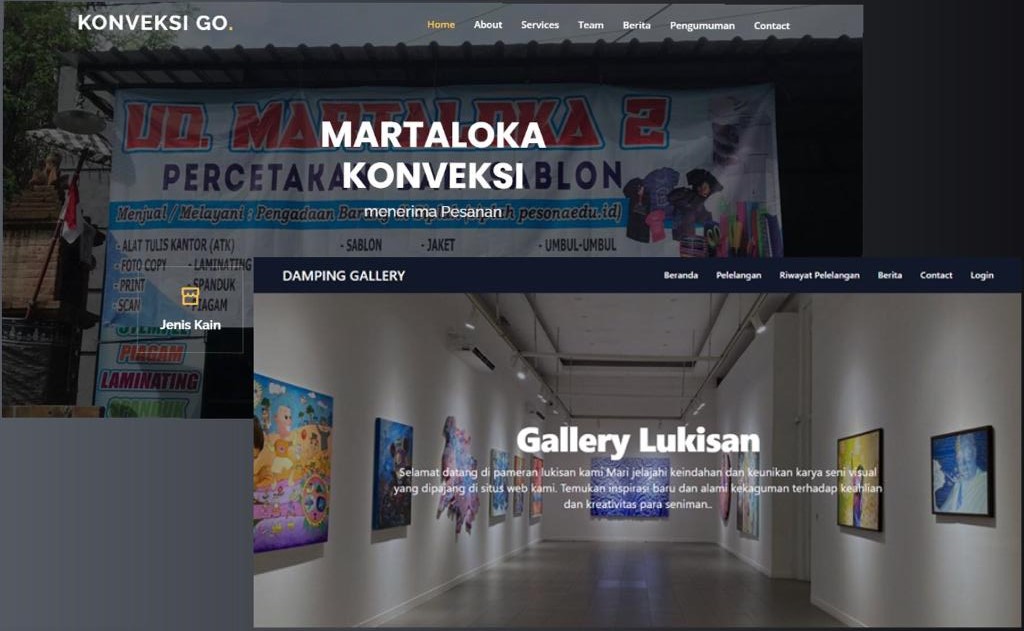 KONVEKSI GO.
Home About Services Team Berita Pengumuman Contact
UD. MARTALOKA 2
MARTALOKA
KONVEKSI
PERCETAKAN SABLON
menerima Pesanan
Menjual / Melayani : Pengadaan
- ALAT TULIS KANTOR (ATK) - SABLON - JAKET - UMBUL-UMBUL
- FOTO COPY - LAMINATING
- PRINT - SPANDUK
- SCAN PIAGAM
Jenis Kain
STEMPEL
PIAGAM
LAMINATING
SPANDUK
DAMPING GALLERY
Beranda Pelelangan Riwayat Pelelangan Berita Contact Login
Gallery Lukisan
Selamat datang di pameran lukisan kami Mari jelajahi keindahan dan keunikan karya seni visual
yang dipajang di situs web kami. Temukan inspirasi baru dan alami kekaguman terhadap keahlian
dan kreativitas para seniman..